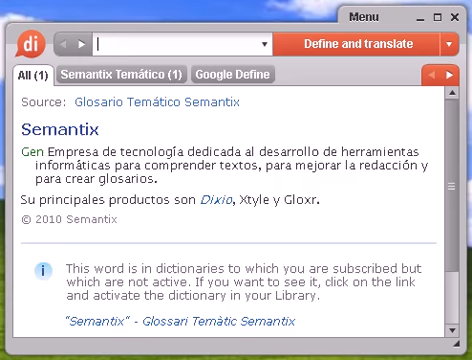 Menu
di
Define and translate
All (1) Semantix Temático (1) Google Define
Source: Glosario Temático Semantix
Semantix
Gen Empresa de tecnología dedicada al desarrollo de herramientas
informáticas para comprender textos, para mejorar la redacción y
para crear glosarios.
Su principales productos son Dixio, Xtyle y Gloxr.
© 2010 Semantix
This word is in dictionaries to which you are subscribed but
which are not active. If you want to see it, click on the link
and activate the dictionary in your Library.
"Semantix" - Glossari Temàtic Semantix